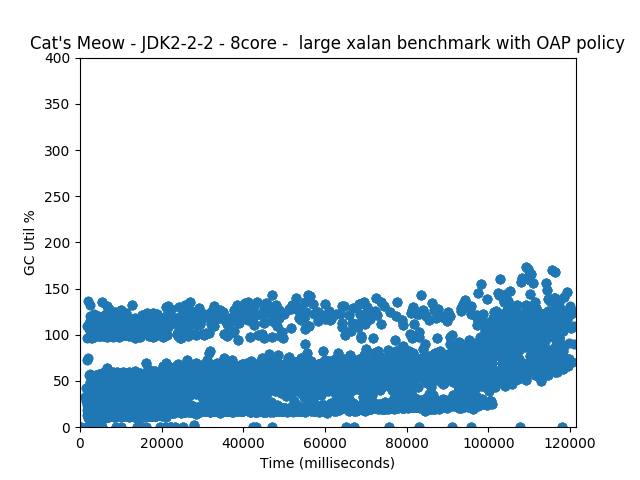 Cat's Meow - JDK2-2-2 - 8core -  large xalan benchmark with OAP policy
400
350
300
250
200
150
100
50
0
GC Util %
0 20000 40000 60000 80000 100000 120000
Time (milliseconds)